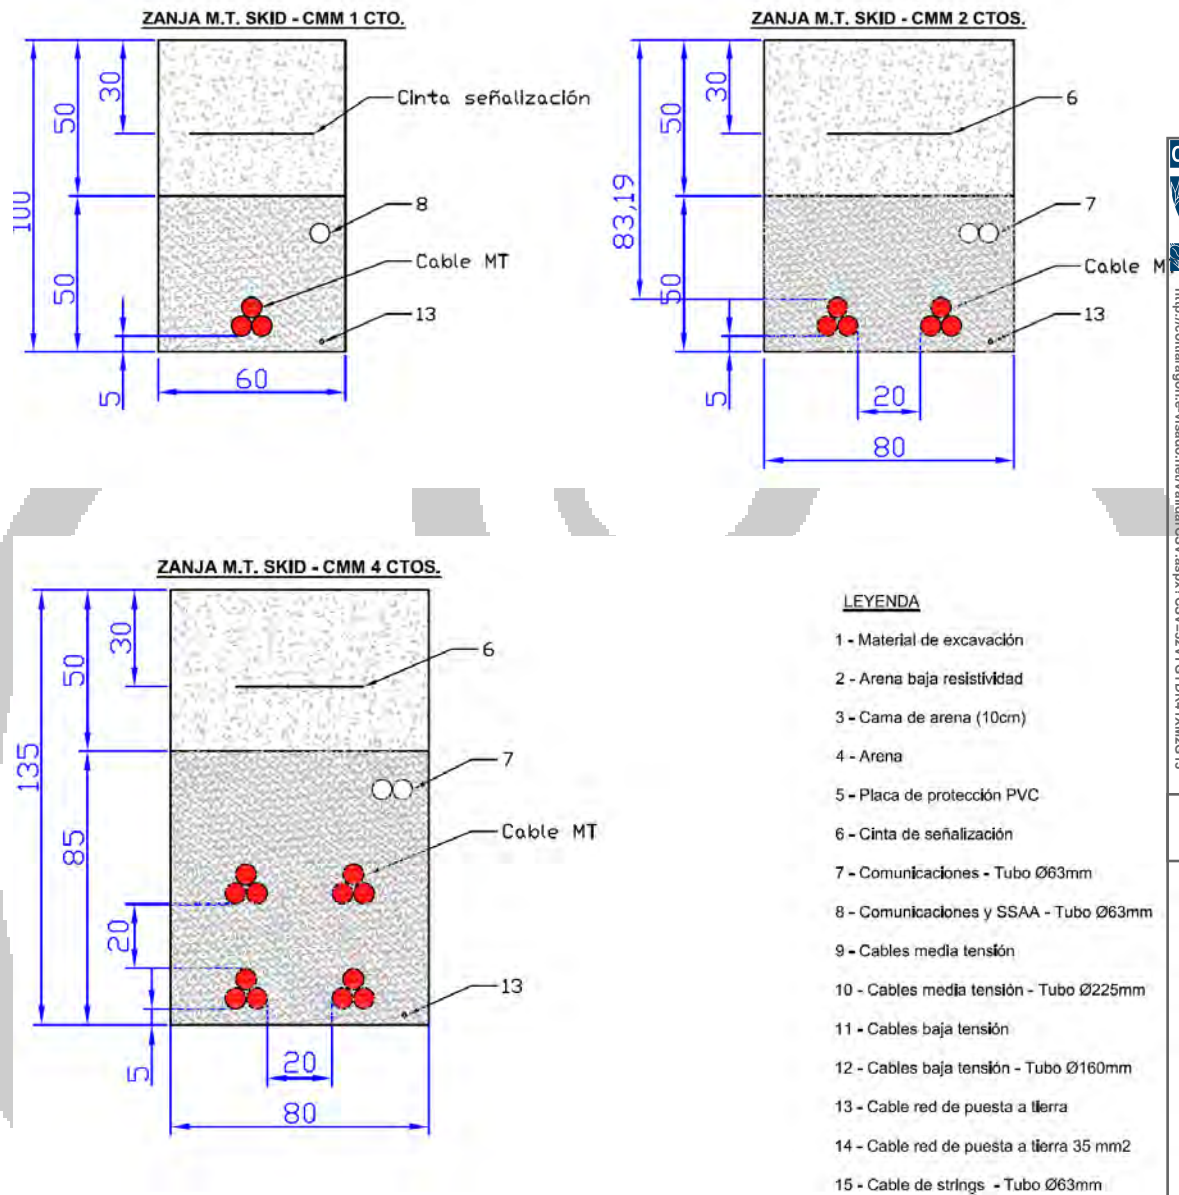 ZANJA M.T. SKID - CMM 1 CTO.
30
50
100
50
5
60
Cinta señalización
8
Cable MT
13
ZANJA M.T. SKID - CMM 2 CTOS.
30
50
83,19
50
5
20
80
6
7
Cable M
13
ZANJA M.T. SKID - CMM 4 CTOS.
30
50
135
85
20
5
20
80
6
7
Cable MT
13
LEYENDA
1 - Material de excavación
2 - Arena baja resistividad
3 - Cama de arena (10cm)
4 - Arena
5 - Placa de protección PVC
6 - Cinta de señalización
7 - Comunicaciones - Tubo Ø63mm
8 - Comunicaciones y SSAA - Tubo Ø63mm
9 - Cables media tensión
10 - Cables media tensión - Tubo Ø225mm
11 - Cables baja tensión
12 - Cables baja tensión - Tubo Ø160mm
13 - Cable red de puesta a tierra
14 - Cable red de puesta a tierra 35 mm2
15 - Cable de strings - Tubo Ø63mm